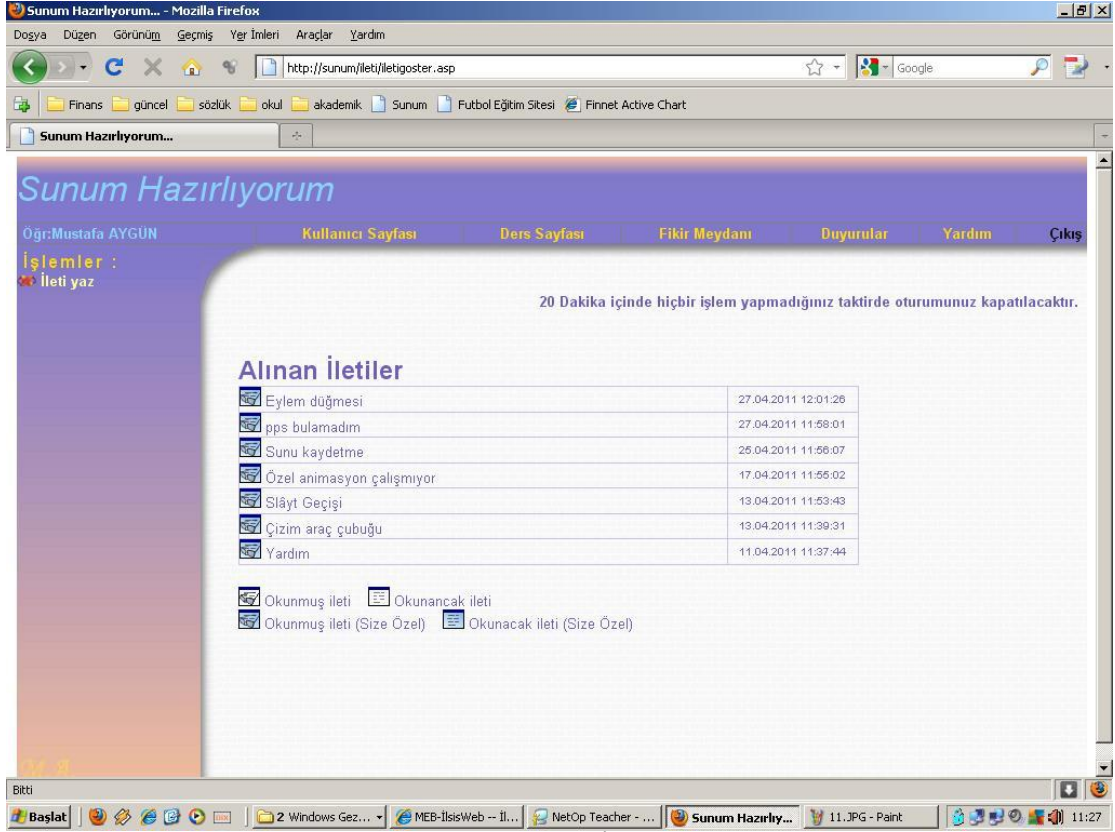 Sunum Hazırlıyorum... - Mozilla Firefox
Dosya Düzen Görünüm Geçmiş Yer İmleri Araçlar Yardım
http://sunum/ileti/iletigoster.asp Google
Finans güncel sözlük okul akademik Sunum Futbol Eğitim Sitesi Finnet Active Chart
Sunum Hazırlıyorum...
Sunum Hazırlıyorum
Öğr:Mustafa AYGÜN Kullanıcı Sayfası Ders Sayfası Fikir Meydanı Duyurular Yardım Çıkış
İşlemler :
İleti yaz
20 Dakika içinde hiçbir işlem yapmadığınız taktirde oturumunuz kapatılacaktır.
Alınan İletiler
Eylem düğmesi 27.04.2011 12:01:26
pps bulamadım 27.04.2011 11:58:01
Sunu kaydetme 25.04.2011 11:56:07
Özel animasyon çalışmıyor 17.04.2011 11:55:02
Slâyt Geçişi 13.04.2011 11:53:43
Çizim araç çubuğu 13.04.2011 11:39:31
Yardım 11.04.2011 11:37:44
Okunmuş ileti Okunancak ileti
Okunmuş ileti (Size Özel) Okunacak ileti (Size Özel)
M. A.
Bitti
Başlat 2 Windows Gez... MEB-İlsisWeb -- İl... NetOp Teacher - ... Sunum Hazırlıy... 11.JPG - Paint 11:27